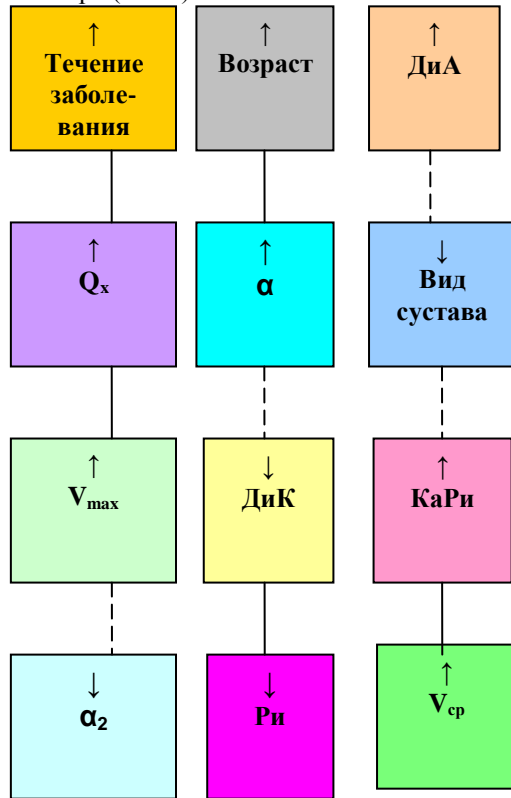 ↑
Течение
заболе-
вания
↑
Возраст
↑
ДиА
↑
Qx
↑
α
↓
Вид
сустава
↑
Vmax
↓
ДиК
↑
КаРи
↓
α2
↓
Ри
↑
Vср